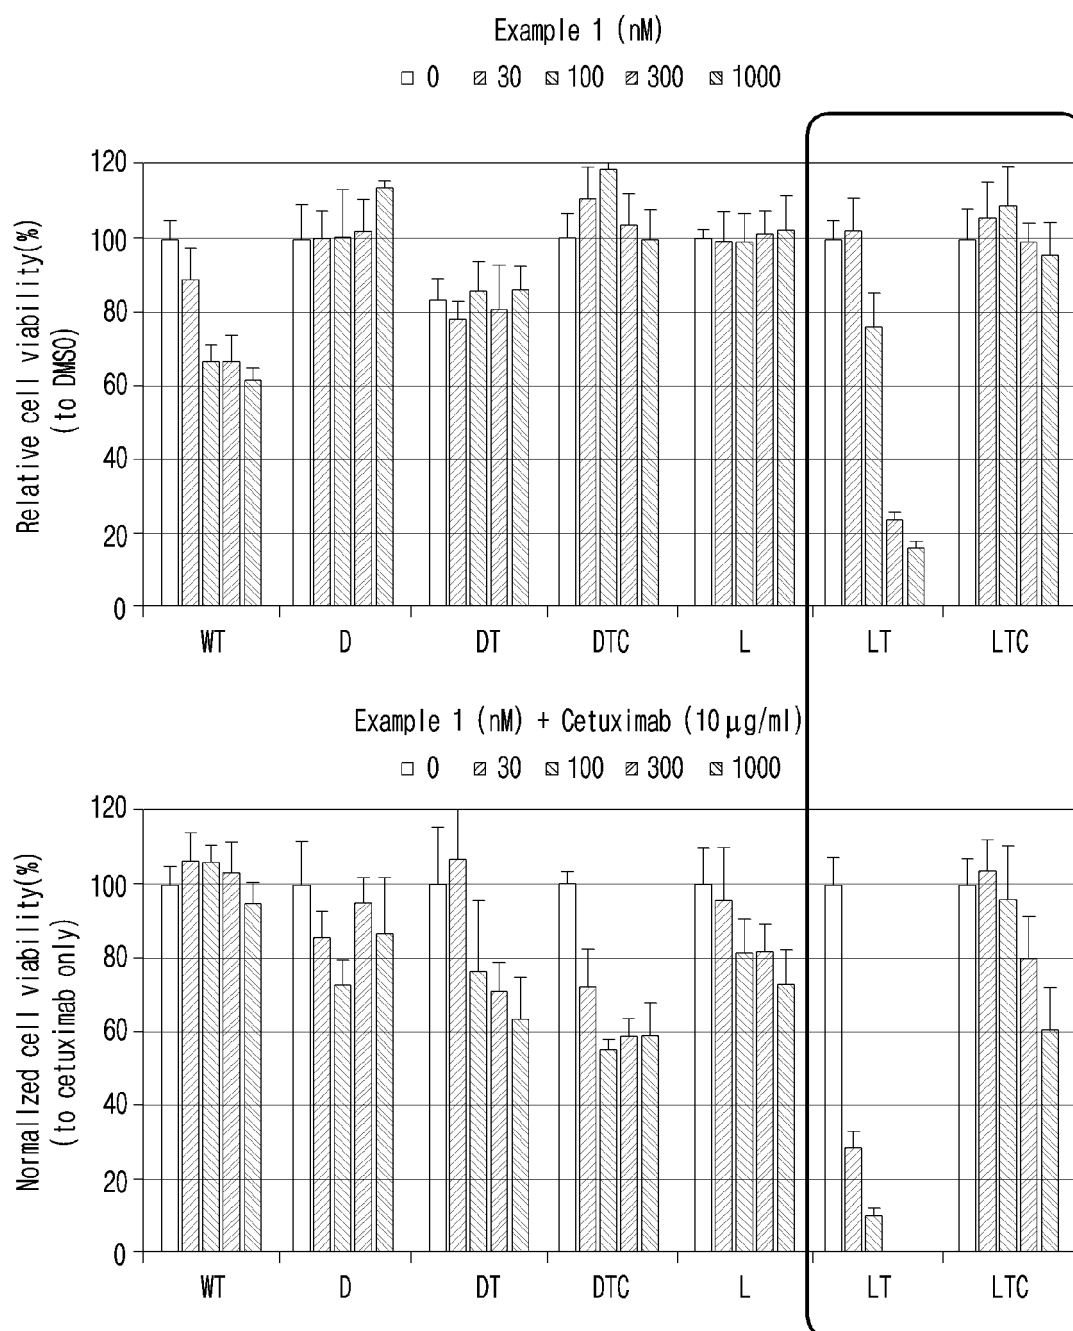 Example 1 (nM)
□ 0 ▨ 30 ▧ 100 ▨ 300 ▧ 1000
Relative cell viability(%)
(to DMSO)
120
100
80
60
40
20
0
WT D DT DTC L LT LTC
Example 1 (nM) + Cetuximab (10 μg/ml)
□ 0 ▨ 30 ▧ 100 ▨ 300 ▧ 1000
Normalized cell viability(%)
(to cetuximab only)
120
100
80
60
40
20
0
WT D DT DTC L LT LTC